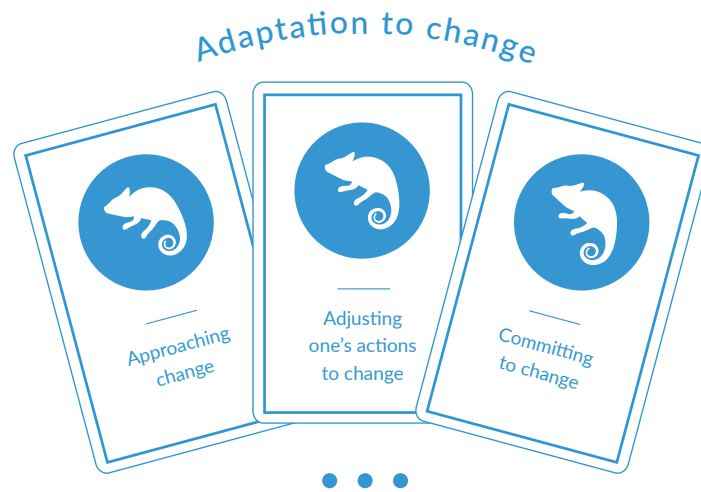 Adaptation to change
Approaching
change
Adjusting
one's actions
to change
Committing
to change